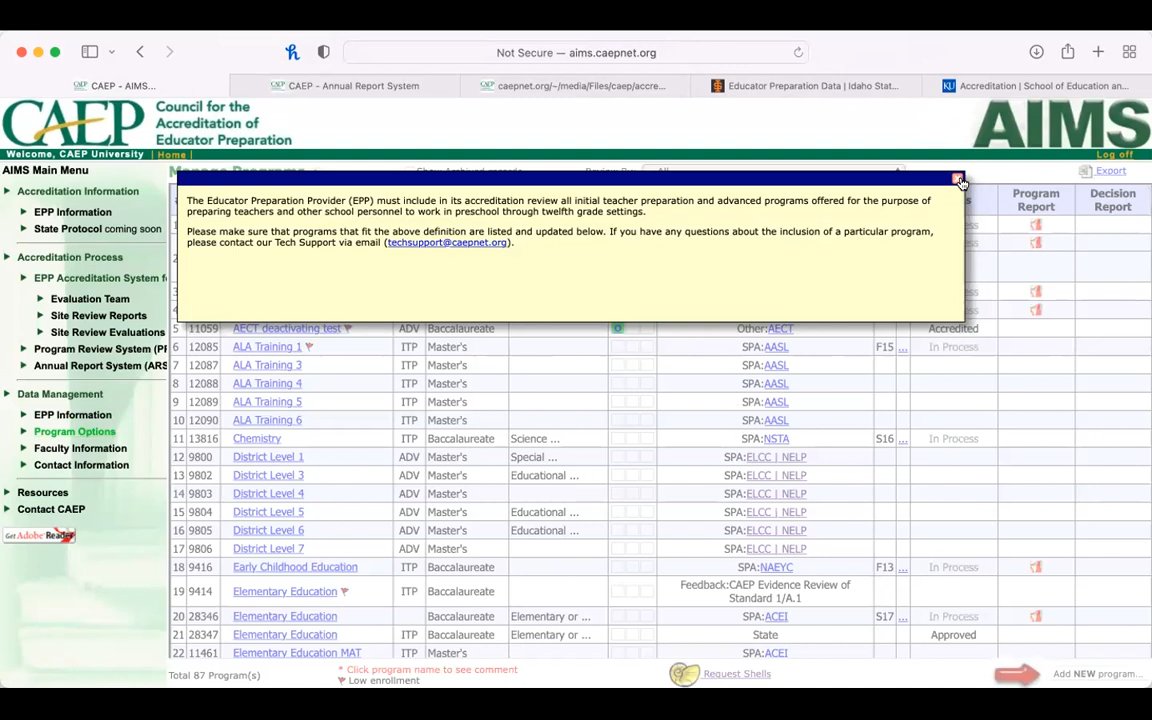 Not Secure — aims.caepnet.org
CAEP - AIMS...
CAEP - Annual Report System
caepnet.org/~/media/Files/caep/accre...
Educator Preparation Data | Idaho Stat...
KU Accreditation | School of Education an...
CAEP
Council for the
Accreditation of
Educator Preparation
AIMS
Welcome, CAEP University | Home |
Log off
AIMS Main Menu
Accreditation Information
EPP Information
State Protocol coming soon
Accreditation Process
EPP Accreditation System f
Evaluation Team
Site Review Reports
Site Review Evaluations
Program Review System (PR
Annual Report System (ARS
Data Management
EPP Information
Program Options
Faculty Information
Contact Information
Resources
Contact CAEP
Get Adobe Reader
Export
The Educator Preparation Provider (EPP) must include in its accreditation review all initial teacher preparation and advanced programs offered for the purpose of
preparing teachers and other school personnel to work in preschool through twelfth grade settings.
Please make sure that programs that fit the above definition are listed and updated below. If you have any questions about the inclusion of a particular program,
please contact our Tech Support via email (techsupport@caepnet.org).
Program Report
Decision Report
5 11059 AECT deactivating test ADV Baccalaureate Other:AECT Accredited
6 12085 ALA Training 1 ITP Master's SPA:AASL F15 ... In Process
7 12087 ALA Training 3 ITP Master's SPA:AASL
8 12088 ALA Training 4 ITP Master's SPA:AASL
9 12089 ALA Training 5 ITP Master's SPA:AASL
10 12090 ALA Training 6 ITP Master's SPA:AASL
11 13816 Chemistry ITP Baccalaureate Science ... SPA:NSTA S16 ... In Process
12 9800 District Level 1 ADV Master's Special ... SPA:ELCC | NELP
13 9802 District Level 3 ADV Master's Educational ... SPA:ELCC | NELP
14 9803 District Level 4 ADV Master's SPA:ELCC | NELP
15 9804 District Level 5 ADV Master's Educational ... SPA:ELCC | NELP
16 9805 District Level 6 ADV Master's Educational ... SPA:ELCC | NELP
17 9806 District Level 7 ADV Master's SPA:ELCC | NELP
18 9416 Early Childhood Education ITP Baccalaureate SPA:NAEYC F13 ... In Process
19 9414 Elementary Education ITP Baccalaureate Feedback:CAEP Evidence Review of
Standard 1/A.1
20 28346 Elementary Education Baccalaureate Elementary or ... SPA:ACEI S17 ... In Process
21 28347 Elementary Education ITP Baccalaureate Elementary or ... State Approved
22 11461 Elementary Education MAT ITP Master's SPA:ACEI
Total 87 Program(s)
* Click program name to see comment
Low enrollment
Request Shells
Add NEW program...